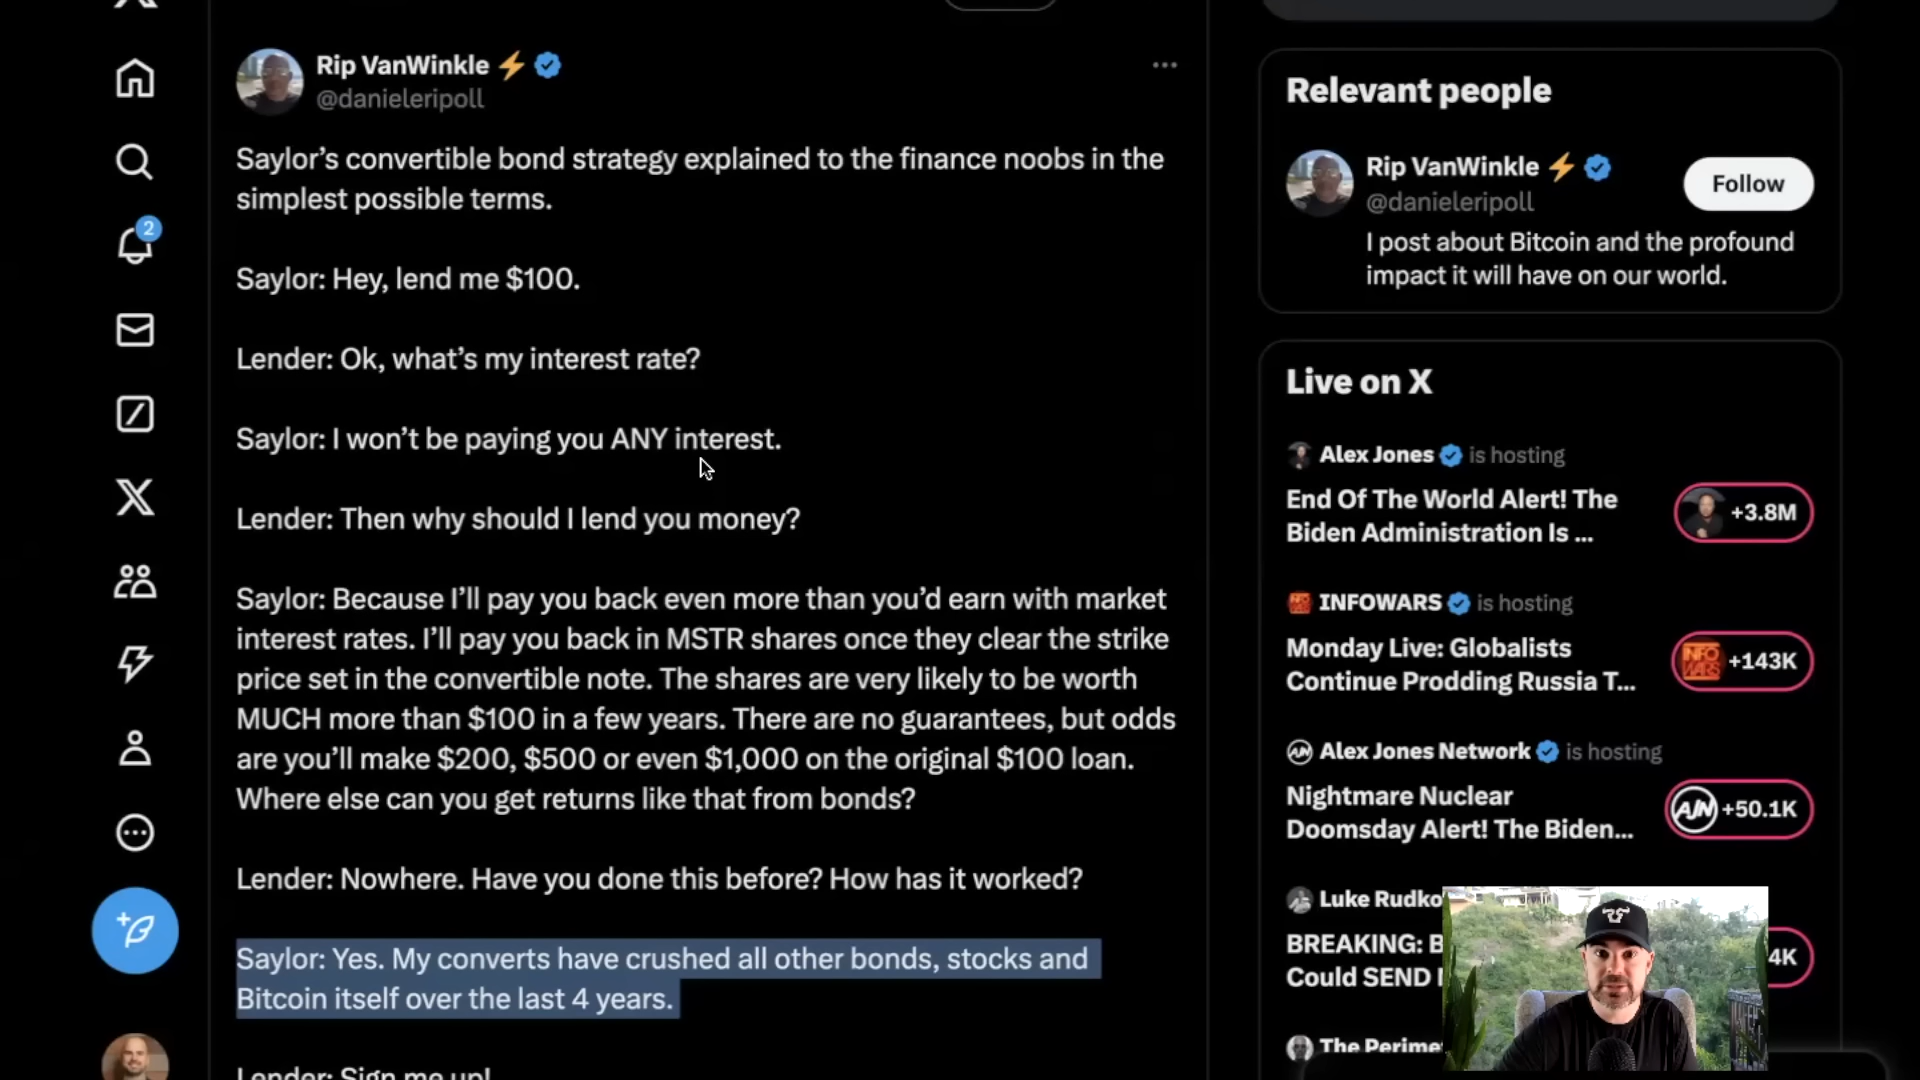 Rip VanWinkle
@danieleripoll
Saylor’s convertible bond strategy explained to the finance noobs in the
simplest possible terms.
Saylor: Hey, lend me $100.
Lender: Ok, what’s my interest rate?
Saylor: I won’t be paying you ANY interest.
Lender: Then why should I lend you money?
Saylor: Because I’ll pay you back even more than you’d earn with market
interest rates. I’ll pay you back in MSTR shares once they clear the strike
price set in the convertible note. The shares are very likely to be worth
MUCH more than $100 in a few years. There are no guarantees, but odds
are you’ll make $200, $500 or even $1,000 on the original $100 loan.
Where else can you get returns like that from bonds?
Lender: Nowhere. Have you done this before? How has it worked?
Saylor: Yes. My converts have crushed all other bonds, stocks and
Bitcoin itself over the last 4 years.
Lender: Sign me up!
2
Relevant people
Rip VanWinkle
@danieleripoll
Follow
I post about Bitcoin and the profound
impact it will have on our world.
Live on X
Alex Jones is hosting
End Of The World Alert! The
Biden Administration Is ...
+3.8M
INFOWARS is hosting
Monday Live: Globalists
Continue Prodding Russia T...
INFO
WARS
+143K
Alex Jones Network is hosting
Nightmare Nuclear
Doomsday Alert! The Biden...
AJN +50.1K
Luke Rudko
BREAKING: B
Could SEND
4K
The Perime